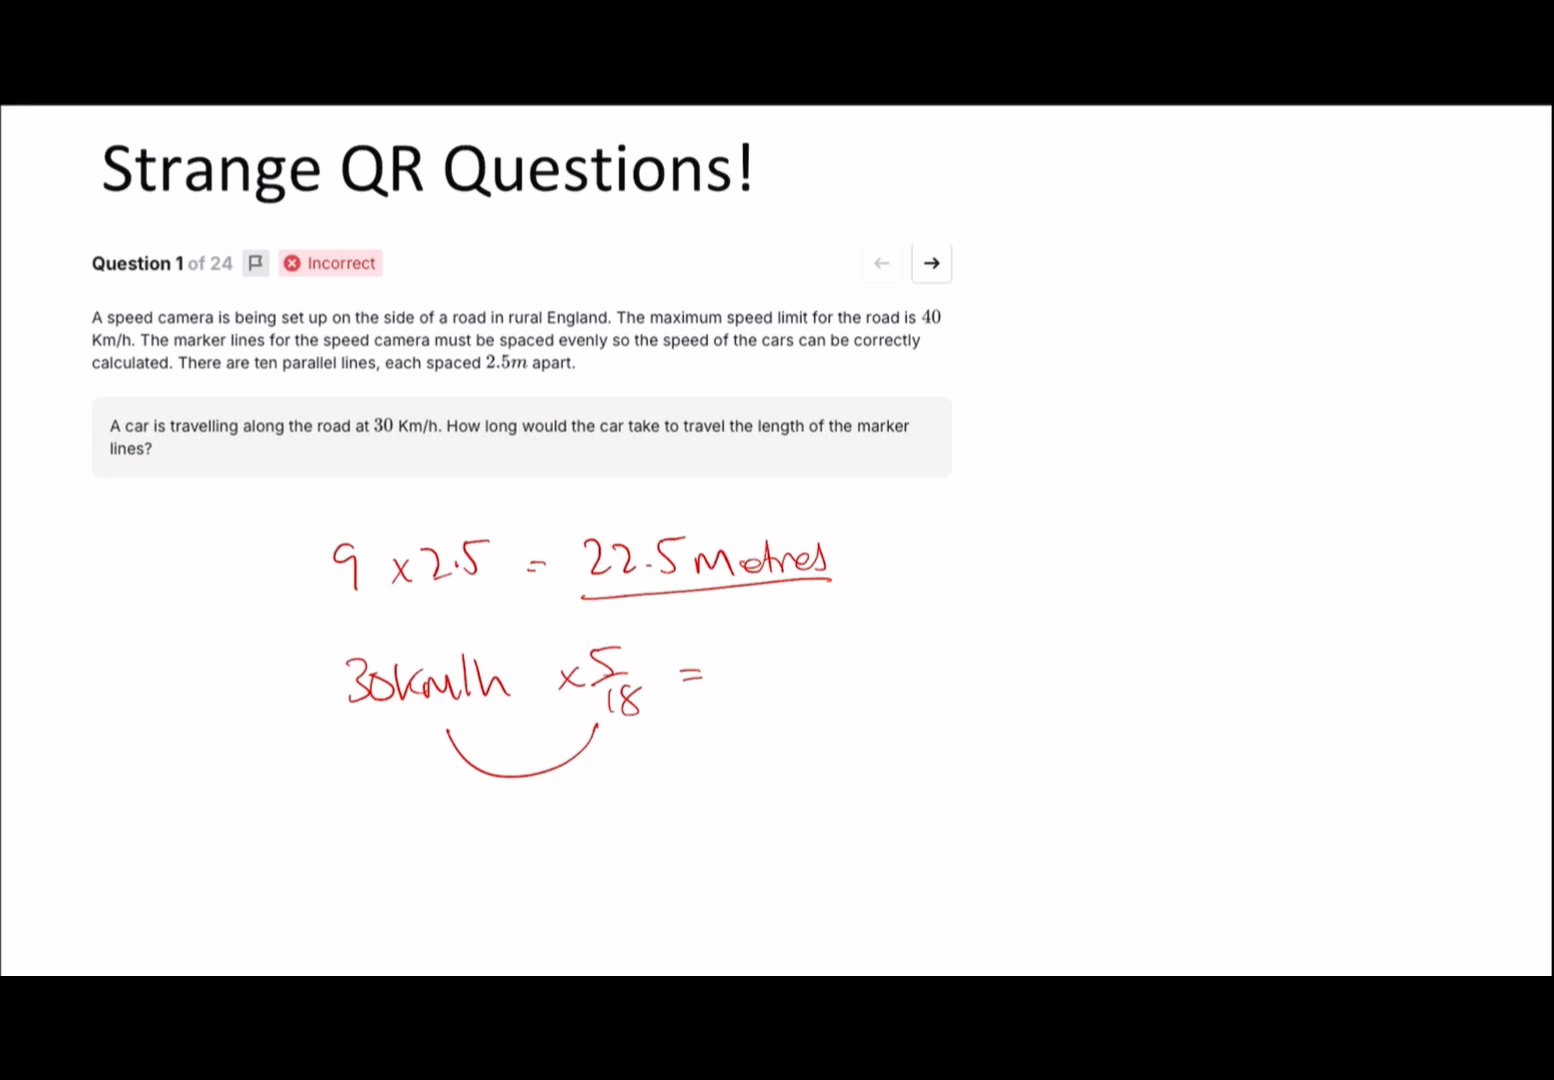 Strange QR Questions!
Question 1 of 24 Incorrect
A speed camera is being set up on the side of a road in rural England. The maximum speed limit for the road is 40
Km/h. The marker lines for the speed camera must be spaced evenly so the speed of the cars can be correctly
calculated. There are ten parallel lines, each spaced 2.5m apart.
A car is travelling along the road at 30 Km/h. How long would the car take to travel the length of the marker
lines?
9 x 2.5 = 22.5 Metres
30km/h x 5/18 =